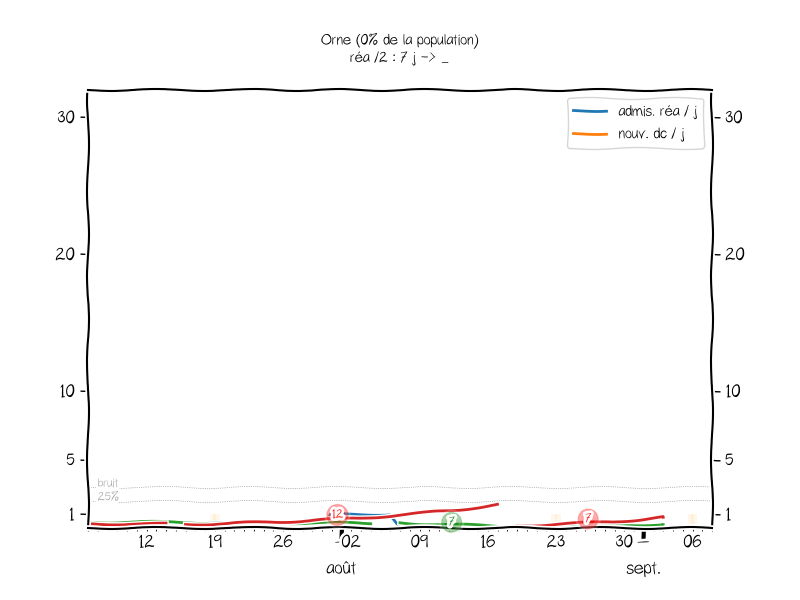 Orne (0% de la population)
réa /2 : 7 j -> _
admis. réa / j
nouv. dc / j
30
30
20
20
10
10
5
5
bruit
25%
1
1
12
7
7
12 19 26 02 09 16 23 30 06
août sept.